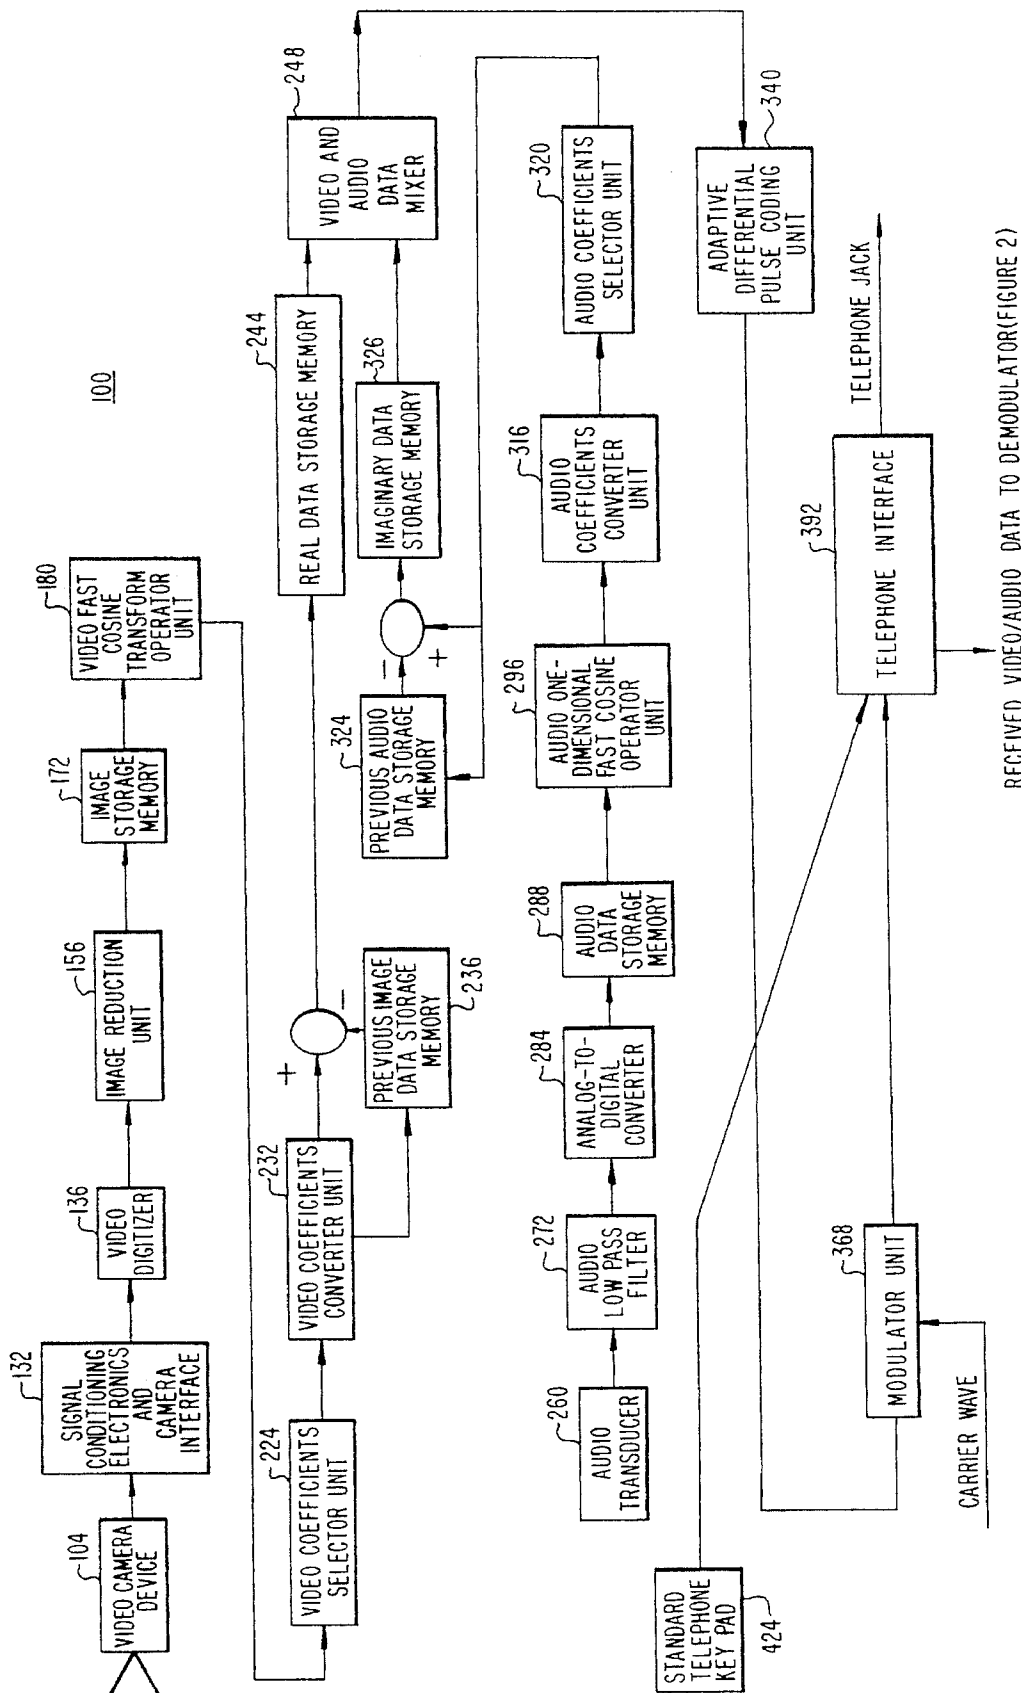 100
104
VIDEO CAMERA
DEVICE
132
SIGNAL
CONDITIONING
ELECTRONICS
AND
CAMERA
INTERFACE
136
VIDEO
DIGITIZER
156
IMAGE REDUCTION
UNIT
172
IMAGE
STORAGE
MEMORY
180
VIDEO FAST
COSINE
TRANSFORM
OPERATOR
UNIT
224
VIDEO COEFFICIENTS
SELECTOR UNIT
232
VIDEO COEFFICIENTS
CONVERTER UNIT
+
−
PREVIOUS IMAGE
DATA STORAGE
MEMORY
236
244
REAL DATA STORAGE MEMORY
248
VIDEO AND
AUDIO
DATA
MIXER
324
PREVIOUS AUDIO
DATA STORAGE
MEMORY
−
+
326
IMAGINARY DATA
STORAGE MEMORY
260
AUDIO
TRANSDUCER
272
AUDIO
LOW PASS
FILTER
284
ANALOG-TO-
DIGITAL
CONVERTER
288
AUDIO
DATA
STORAGE
MEMORY
296
AUDIO ONE-
DIMENSIONAL
FAST COSINE
OPERATOR
UNIT
316
AUDIO
COEFFICIENTS
CONVERTER
UNIT
320
AUDIO COEFFICIENTS
SELECTOR UNIT
340
ADAPTIVE
DIFFERENTIAL
PULSE CODING
UNIT
STANDARD
TELEPHONE
KEY PAD
424
368
MODULATOR UNIT
CARRIER WAVE
392
TELEPHONE INTERFACE
TELEPHONE JACK
RECEIVED VIDEO/AUDIO DATA TO DEMODULATOR(FIGURE 2)